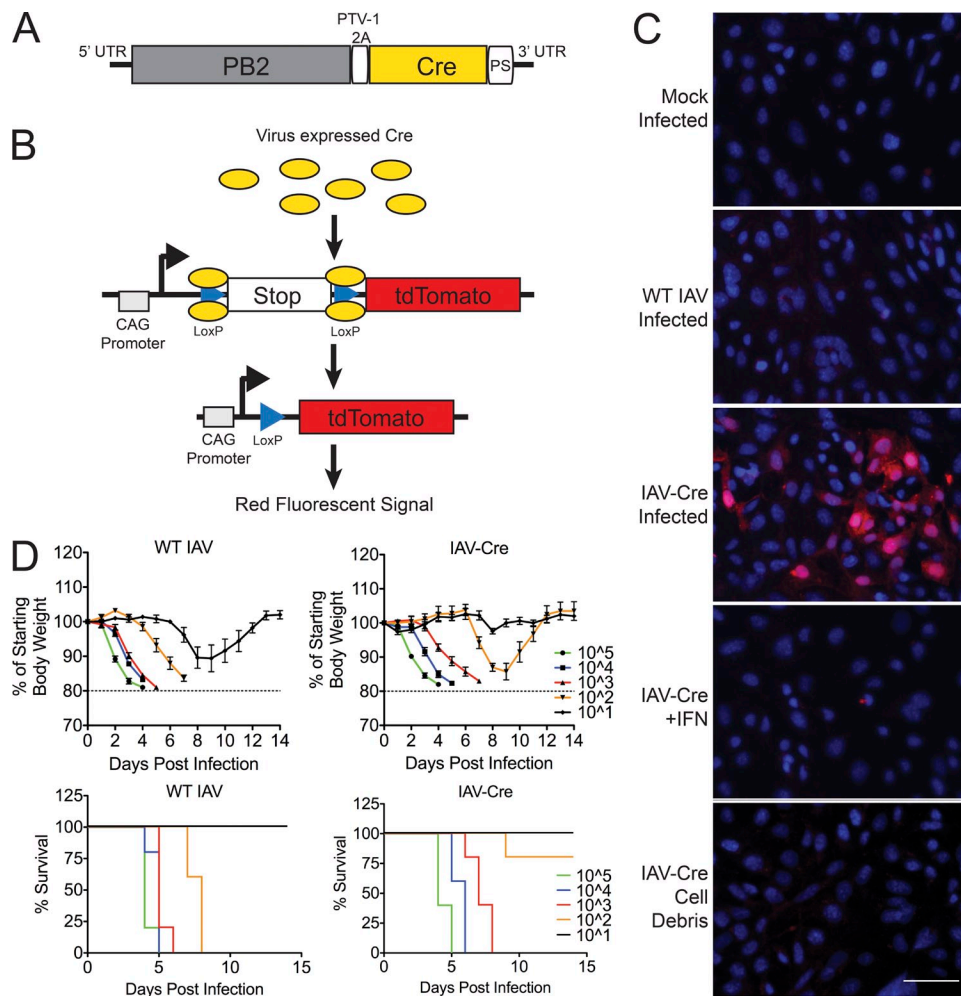 A
5' UTR
PB2
PTV-1
2A
Cre
PS
3' UTR
B
Virus expressed Cre
CAG
Promoter
LoxP
Stop
LoxP
tdTomato
CAG
Promoter
LoxP
tdTomato
Red Fluorescent Signal
C
Mock
Infected
WT IAV
Infected
IAV-Cre
Infected
IAV-Cre
+IFN
IAV-Cre
Cell
Debris
D
WT IAV
% of Starting
Body Weight
120
110
100
90
80
70
0 2 4 6 8 10 12 14
Days Post Infection
IAV-Cre
% of Starting
Body Weight
120
110
100
90
80
70
0 2 4 6 8 10 12 14
Days Post Infection
10^5
10^4
10^3
10^2
10^1
WT IAV
% Survival
125
100
75
50
25
0
0 5 10 15
Days Post Infection
IAV-Cre
% Survival
125
100
75
50
25
0
0 5 10 15
Days Post Infection
10^5
10^4
10^3
10^2
10^1